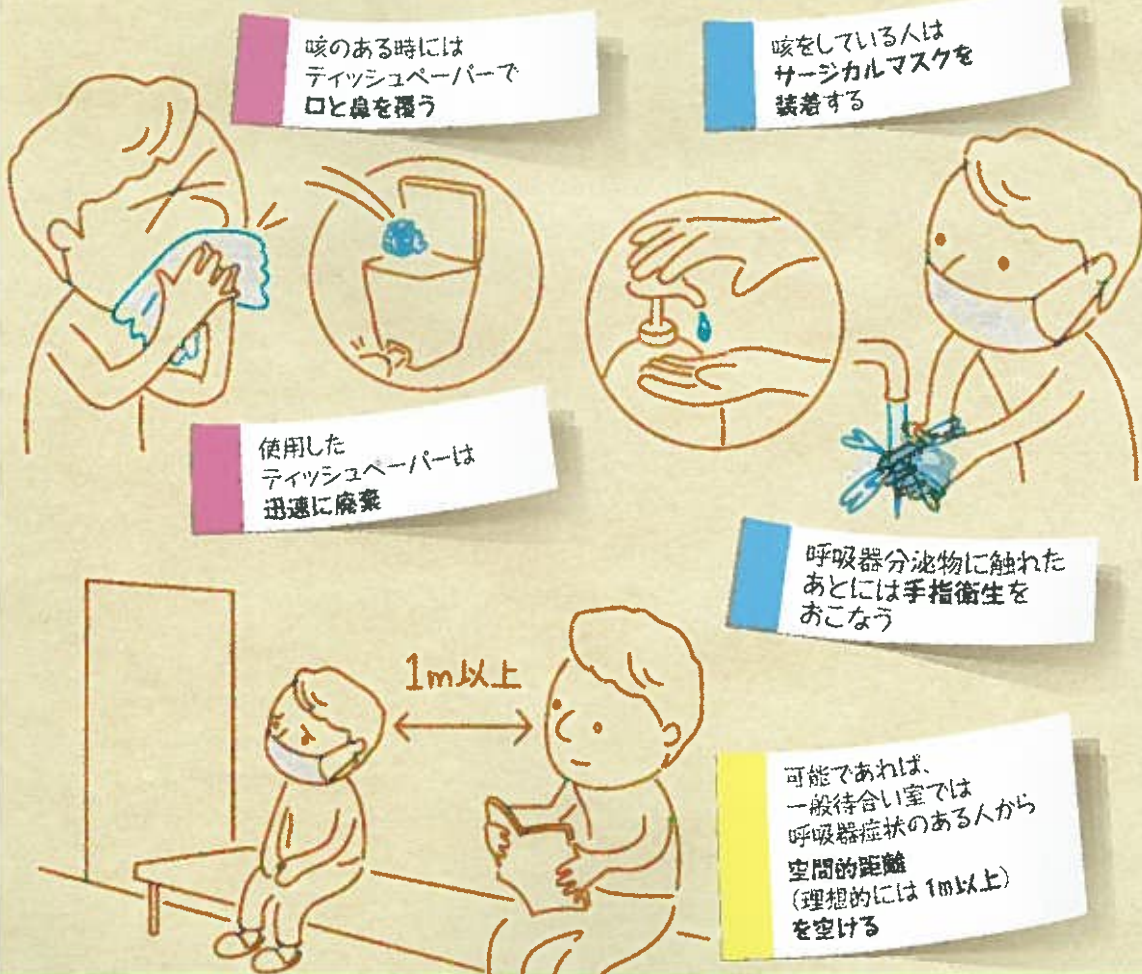 咳のある時には
ティッシュペーパーで
口と鼻を覆う
咳をしている人は
サージカルマスクを
装着する
使用した
ティッシュペーパーは
迅速に廃棄
呼吸器分泌物に触れた
あとには手指衛生を
おこなう
1m以上
可能であれば、
一般待合い室では
呼吸器症状のある人から
空間的距離
(理想的には1m以上)
を空ける